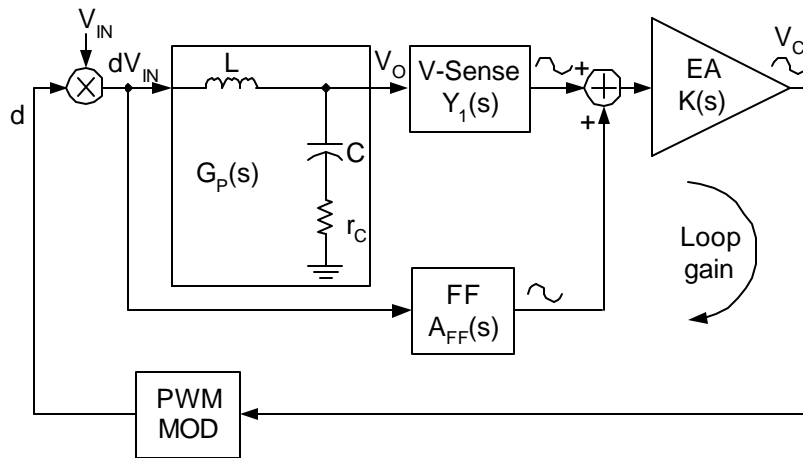 V_IN
dV_IN
d
L
C
r_C
G_P(s)
V_O
V-Sense
Y_1(s)
+
+
EA
K(s)
V_C
Loop
gain
FF
A_FF(s)
PWM
MOD